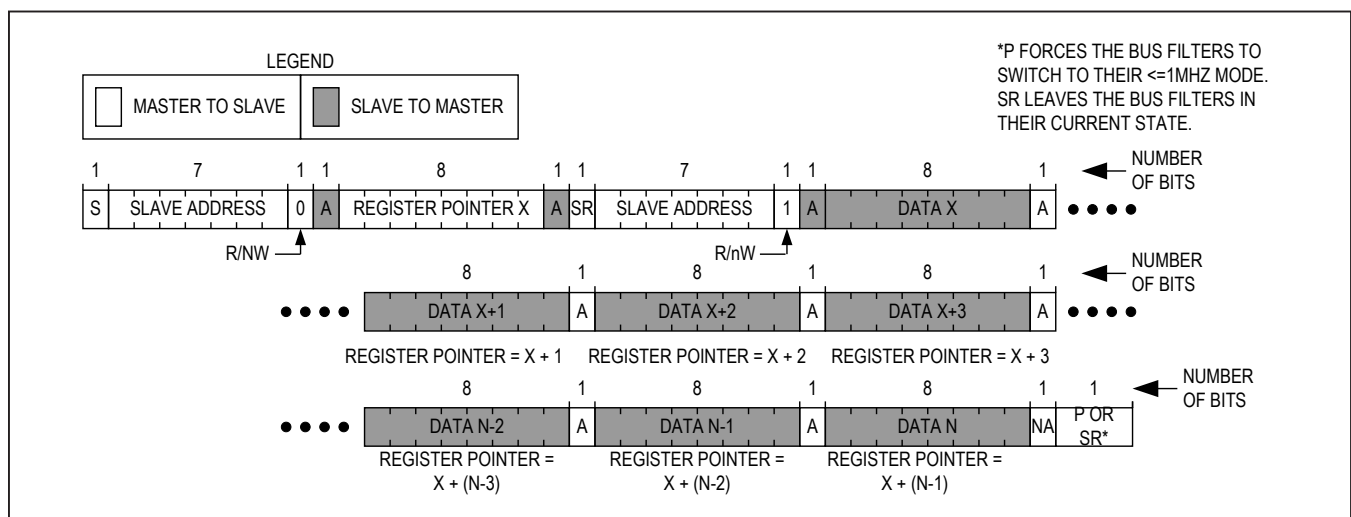 LEGEND
MASTER TO SLAVE
SLAVE TO MASTER
*P FORCES THE BUS FILTERS TO
SWITCH TO THEIR <=1MHZ MODE.
SR LEAVES THE BUS FILTERS IN
THEIR CURRENT STATE.
1 7 1 1 8 1 1 7 1 1 8 1
NUMBER
OF BITS
S SLAVE ADDRESS 0 A REGISTER POINTER X A SR SLAVE ADDRESS 1 A DATA X A
R/NW
R/nW
8 1 8 1 8 1
NUMBER
OF BITS
DATA X+1 A DATA X+2 A DATA X+3 A
REGISTER POINTER = X + 1 REGISTER POINTER = X + 2 REGISTER POINTER = X + 3
8 1 8 1 8 1 1
NUMBER
OF BITS
DATA N-2 A DATA N-1 A DATA N NA P OR
SR*
REGISTER POINTER = REGISTER POINTER = REGISTER POINTER =
X + (N-3) X + (N-2) X + (N-1)